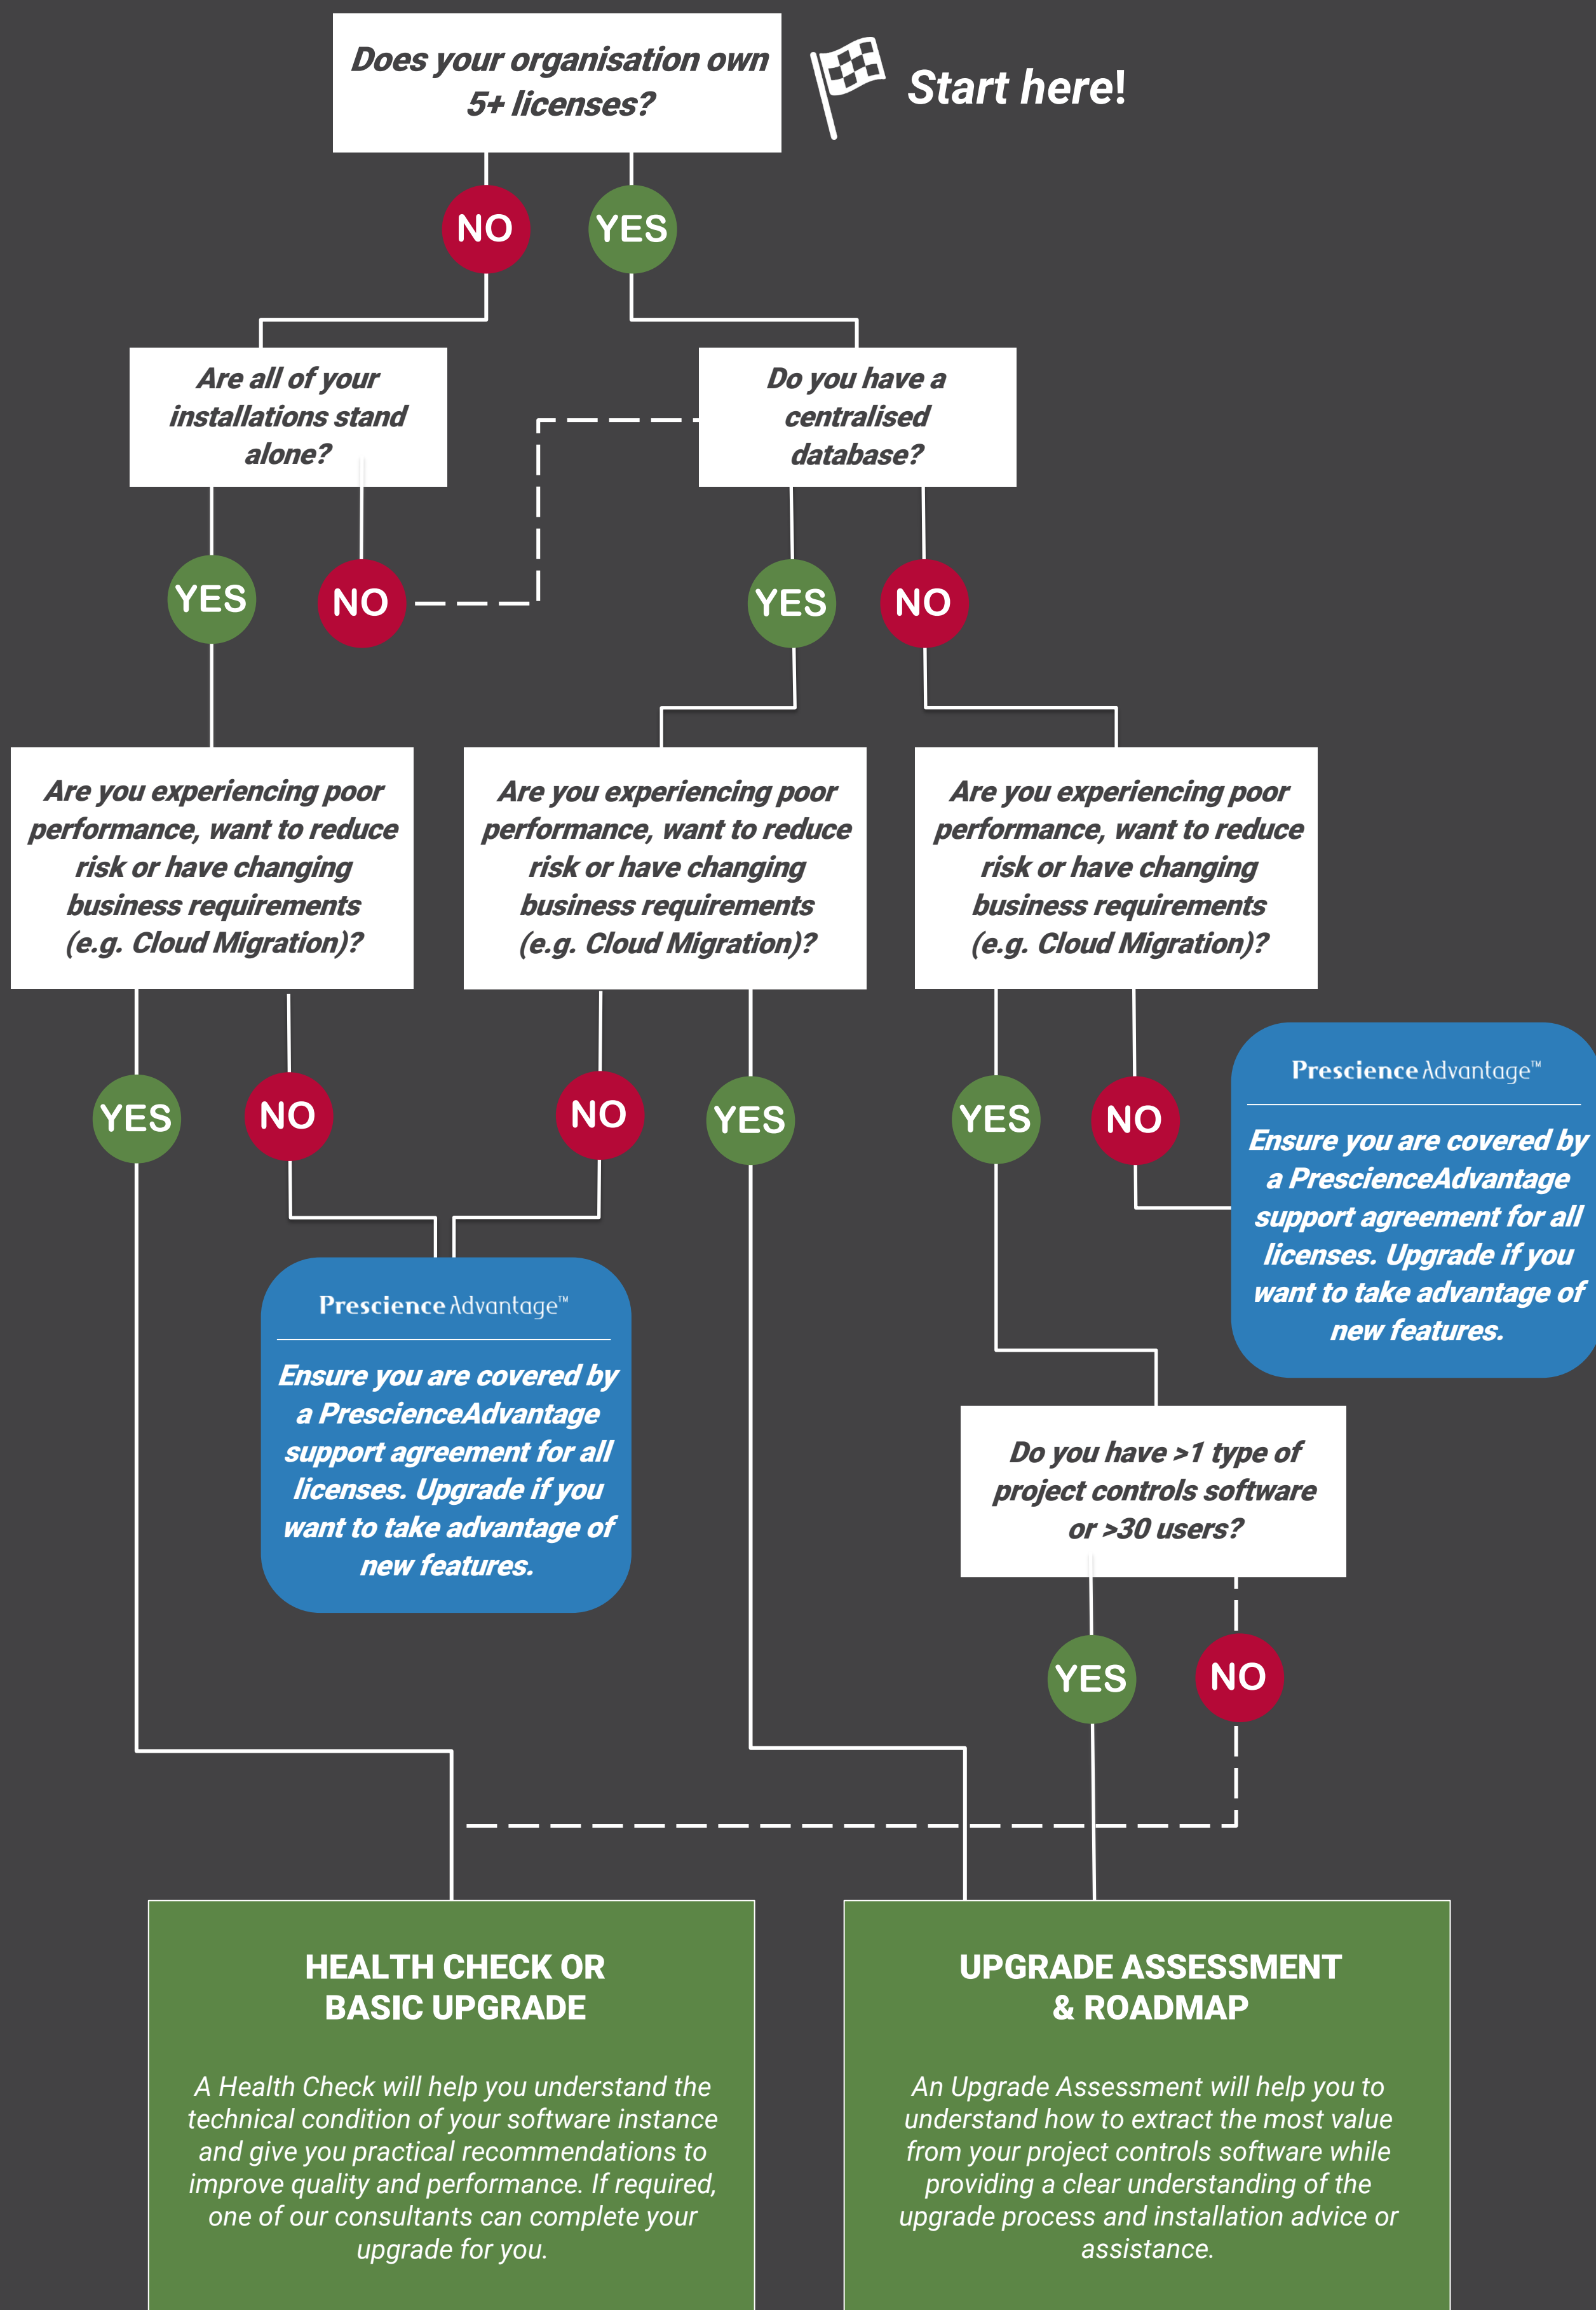 Does your organisation own
5+ licenses?
Start here!
NO
YES
Are all of your
installations stand
alone?
Do you have a
centralised
database?
YES
NO
YES
NO
Are you experiencing poor
performance, want to reduce
risk or have changing
business requirements
(e.g. Cloud Migration)?
Are you experiencing poor
performance, want to reduce
risk or have changing
business requirements
(e.g. Cloud Migration)?
Are you experiencing poor
performance, want to reduce
risk or have changing
business requirements
(e.g. Cloud Migration)?
YES
NO
NO
YES
YES
NO
Prescience Advantage™
Ensure you are covered by
a PrescienceAdvantage
support agreement for all
licenses. Upgrade if you
want to take advantage of
new features.
Prescience Advantage™
Ensure you are covered by
a PrescienceAdvantage
support agreement for all
licenses. Upgrade if you
want to take advantage of
new features.
Do you have >1 type of
project controls software
or >30 users?
YES
NO
HEALTH CHECK OR
BASIC UPGRADE
A Health Check will help you understand the
technical condition of your software instance
and give you practical recommendations to
improve quality and performance. If required,
one of our consultants can complete your
upgrade for you.
UPGRADE ASSESSMENT
& ROADMAP
An Upgrade Assessment will help you to
understand how to extract the most value
from your project controls software while
providing a clear understanding of the
upgrade process and installation advice or
assistance.